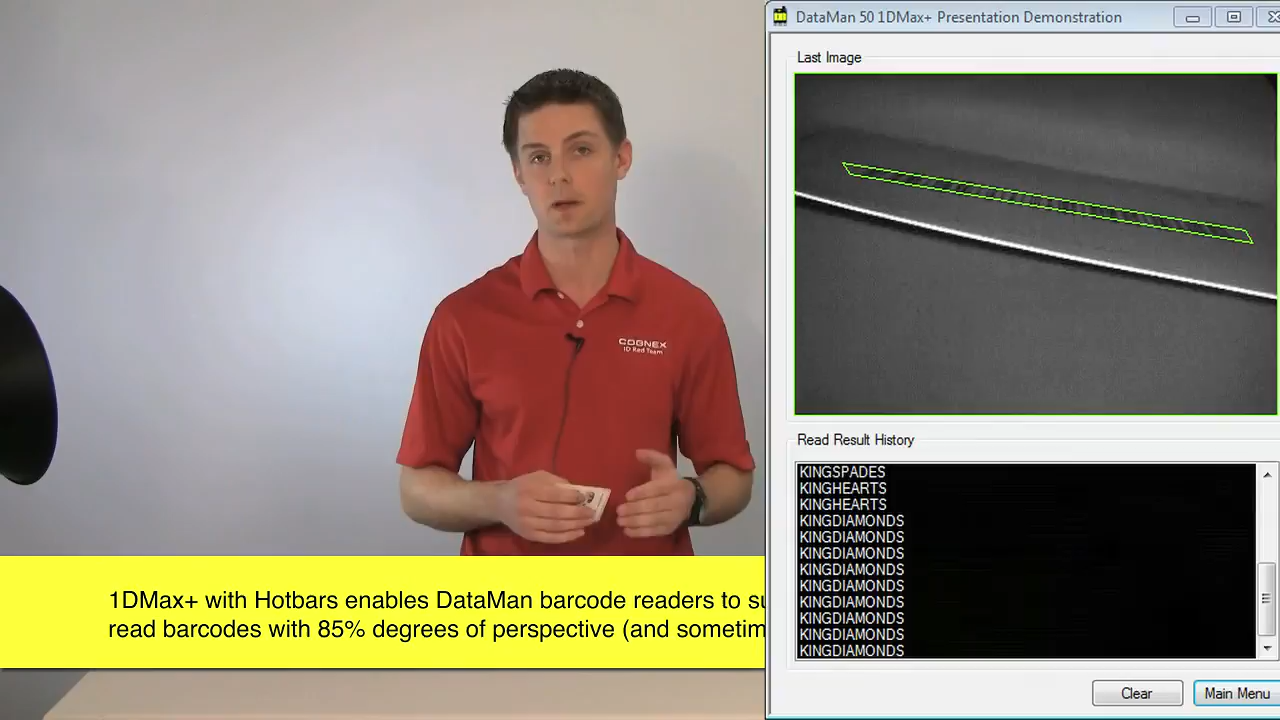 DataMan 50 1DMax+ Presentation Demonstration
Last Image
COGNEX
ID Red Team
Read Result History
KINGSPADES
KINGHEARTS
KINGHEARTS
KINGDIAMONDS
KINGDIAMONDS
KINGDIAMONDS
KINGDIAMONDS
KINGDIAMONDS
KINGDIAMONDS
KINGDIAMONDS
KINGDIAMONDS
KINGDIAMONDS
1DMax+ with Hotbars enables DataMan barcode readers to
read barcodes with 85% degrees of perspective (and
Clear
Main Menu